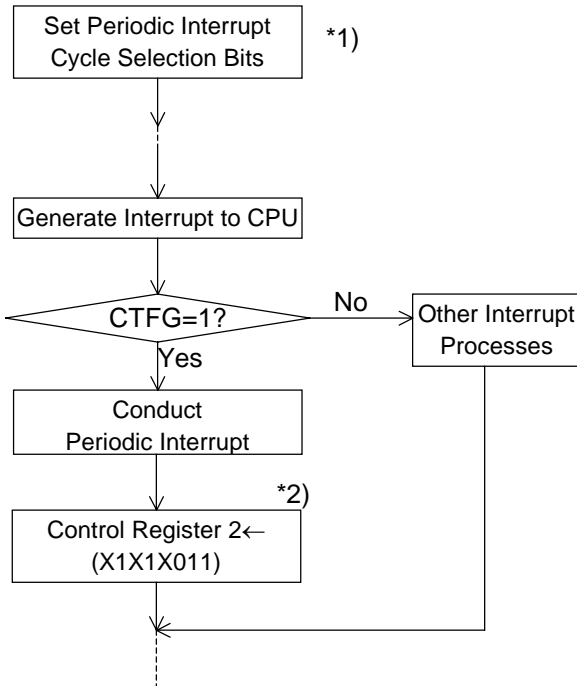 Set Periodic Interrupt
Cycle Selection Bits
*1)
Generate Interrupt to CPU
CTFG=1?
No
Other Interrupt
Processes
Yes
Conduct
Periodic Interrupt
*2)
Control Register 2←
(X1X1X011)